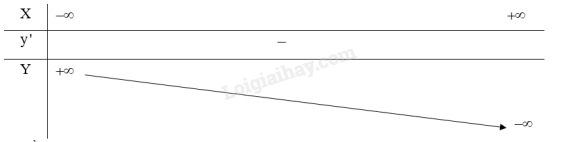 X −∞ +∞
y' −
Loigiaihay.com
Y +∞
−∞